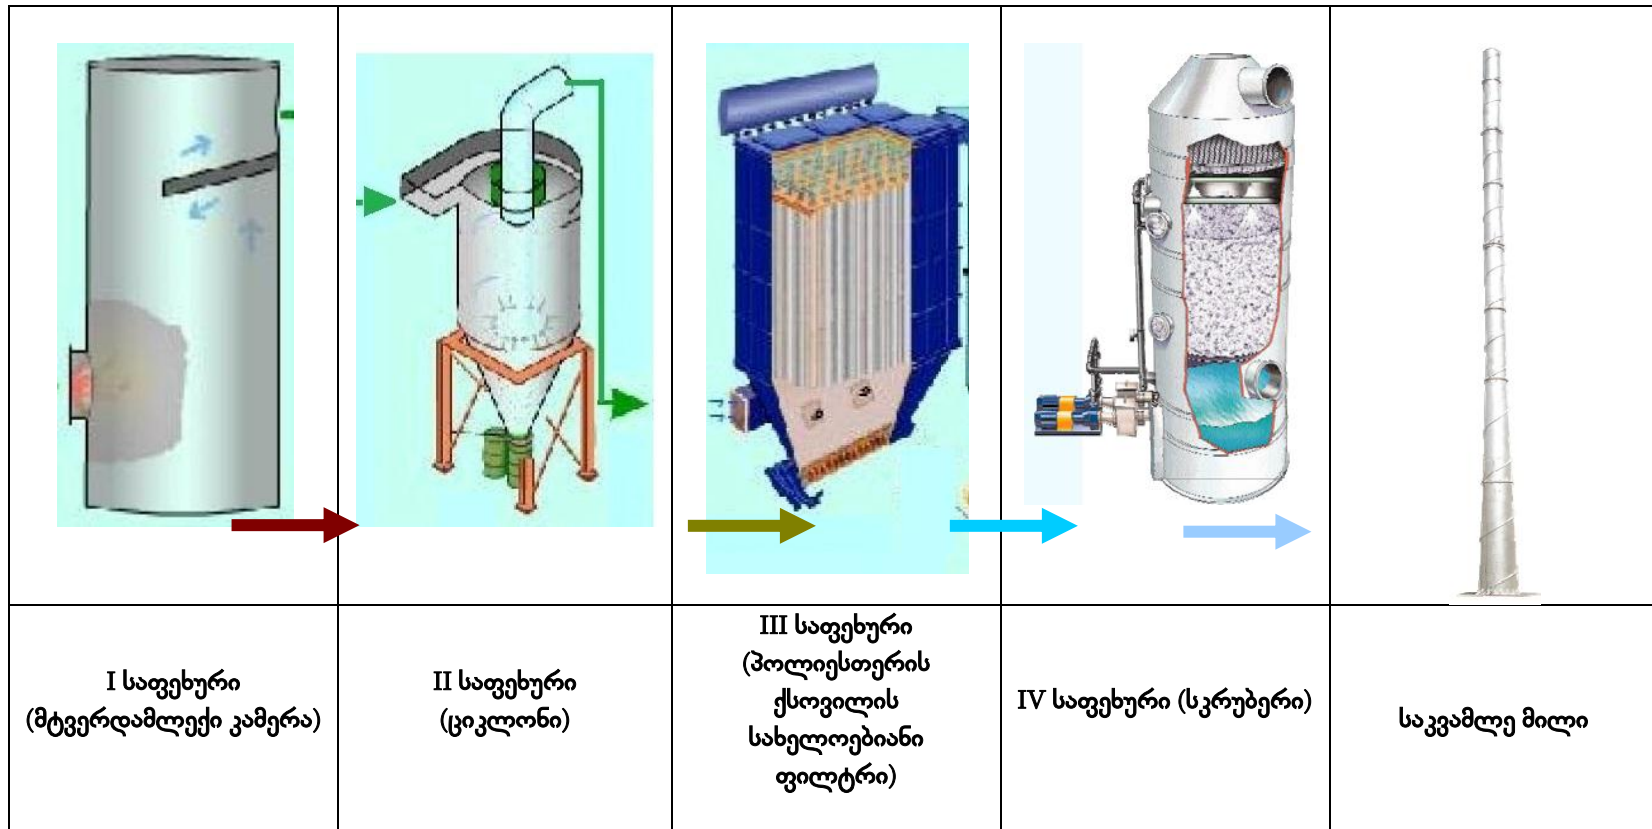 I საფეხური
(მტვერდამლექი კამერა)
II საფეხური
(ციკლონი)
III საფეხური
(პოლიესთერის
ქსოვილის
სახელოებიანი
ფილტრი)
IV საფეხური (სკრუბერი)
საკვამლე მილი